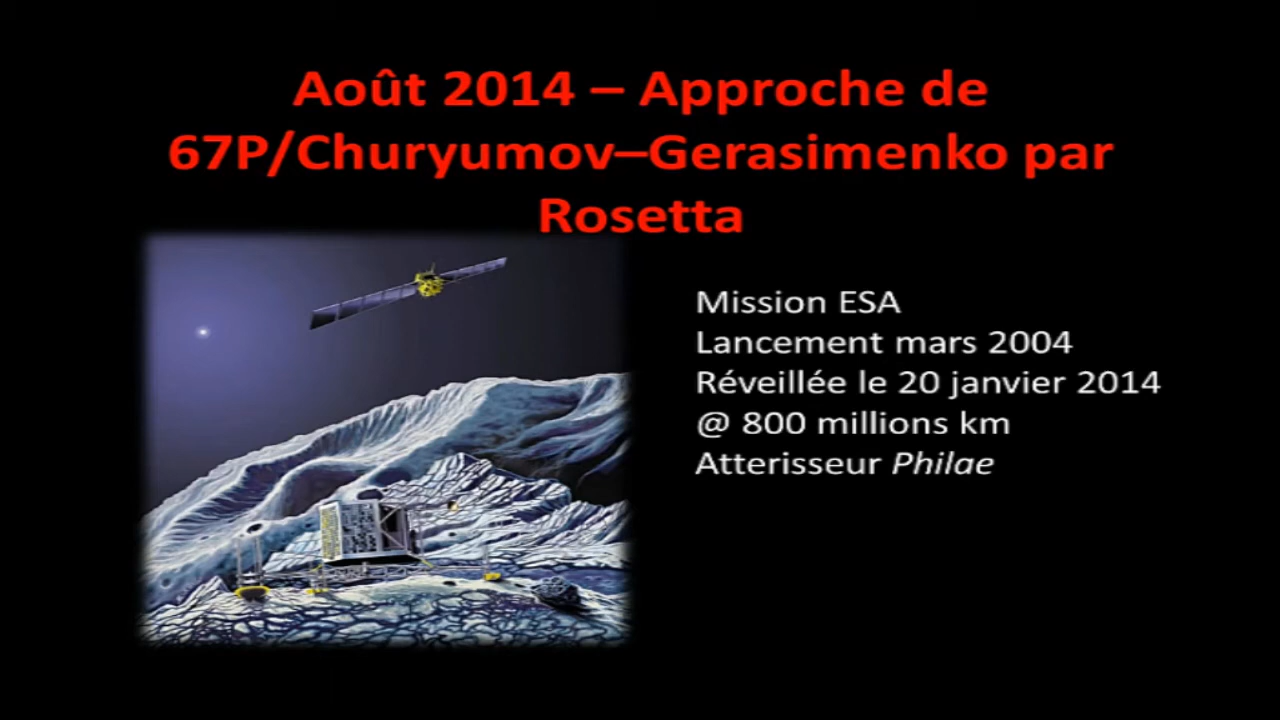 Août 2014 – Approche de
67P/Churyumov–Gerasimenko par
Rosetta
Mission ESA
Lancement mars 2004
Réveillée le 20 janvier 2014
@ 800 millions km
Atterisseur Philae